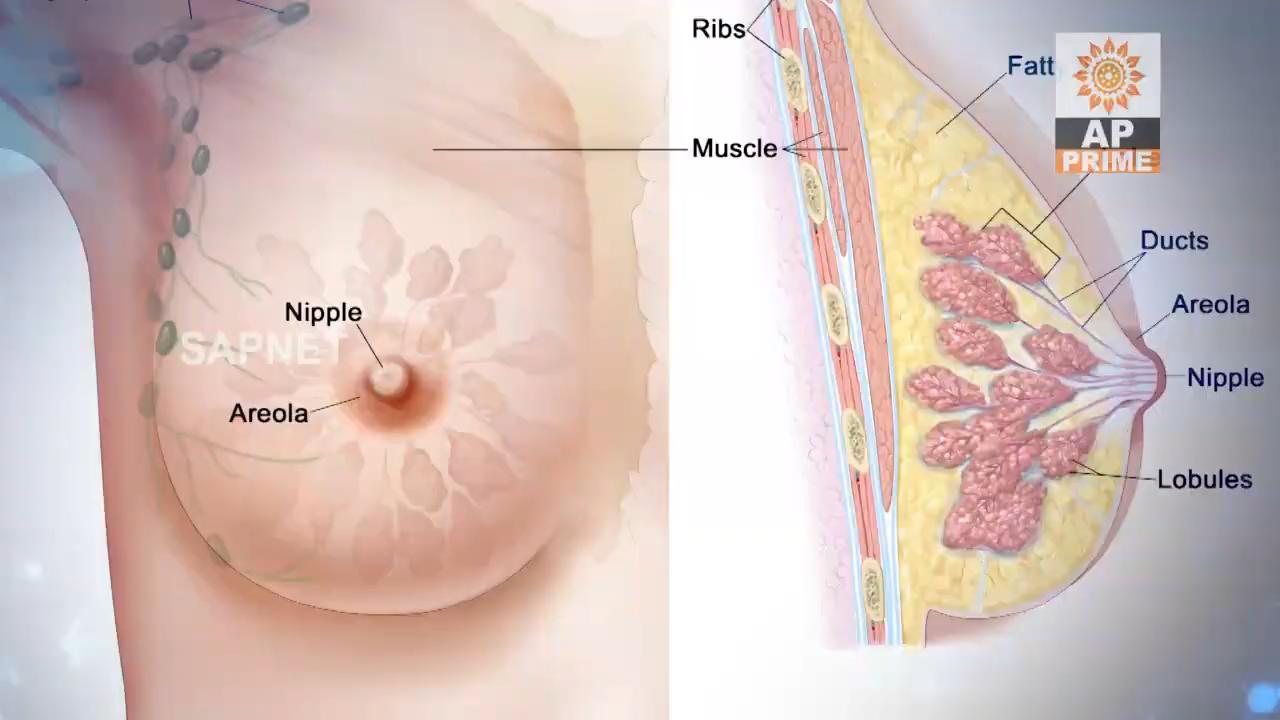 Ribs
Fatt
AP
PRIME
Muscle
Ducts
Nipple
Areola
SAPNET
Nipple
Areola
Lobules